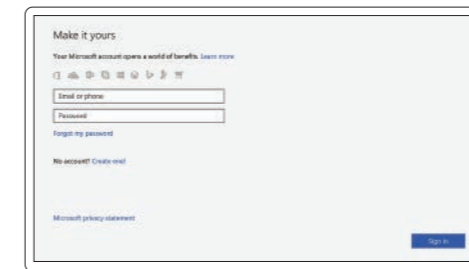 Make it yours
Your Microsoft account opens a world of benefits. Learn more
Email or phone
Password
Forgot my password
No account? Create one!
Microsoft privacy statement
Sign in